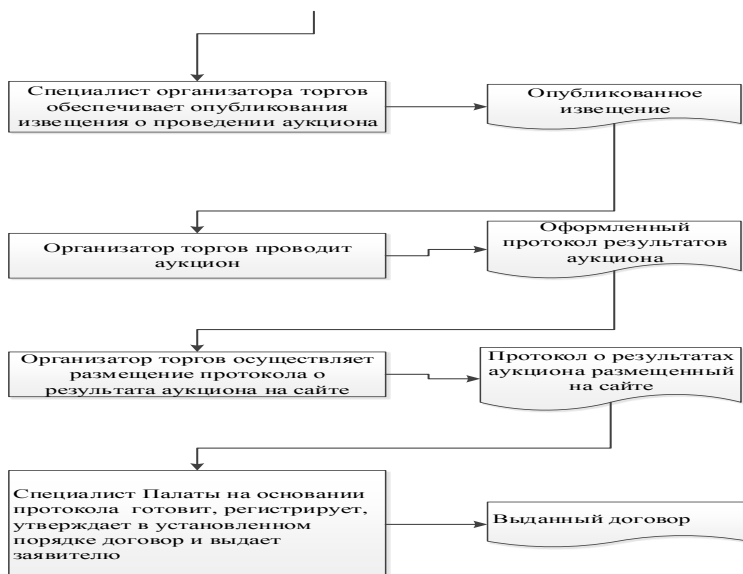 Специалист организатора торгов
обеспечивает опубликования
извещения о проведении аукциона
Опубликованное
извещение
Организатор торгов проводит
аукцион
Оформленный
протокол результатов
аукциона
Организатор торгов осуществляет
размещение протокола о
результата аукциона на сайте
Протокол о результатах
аукциона размещенный
на сайте
Специалист Палаты на основании
протокола готовит, регистрирует,
утверждает в установленном
порядке договор и выдает
заявителю
Выданный договор